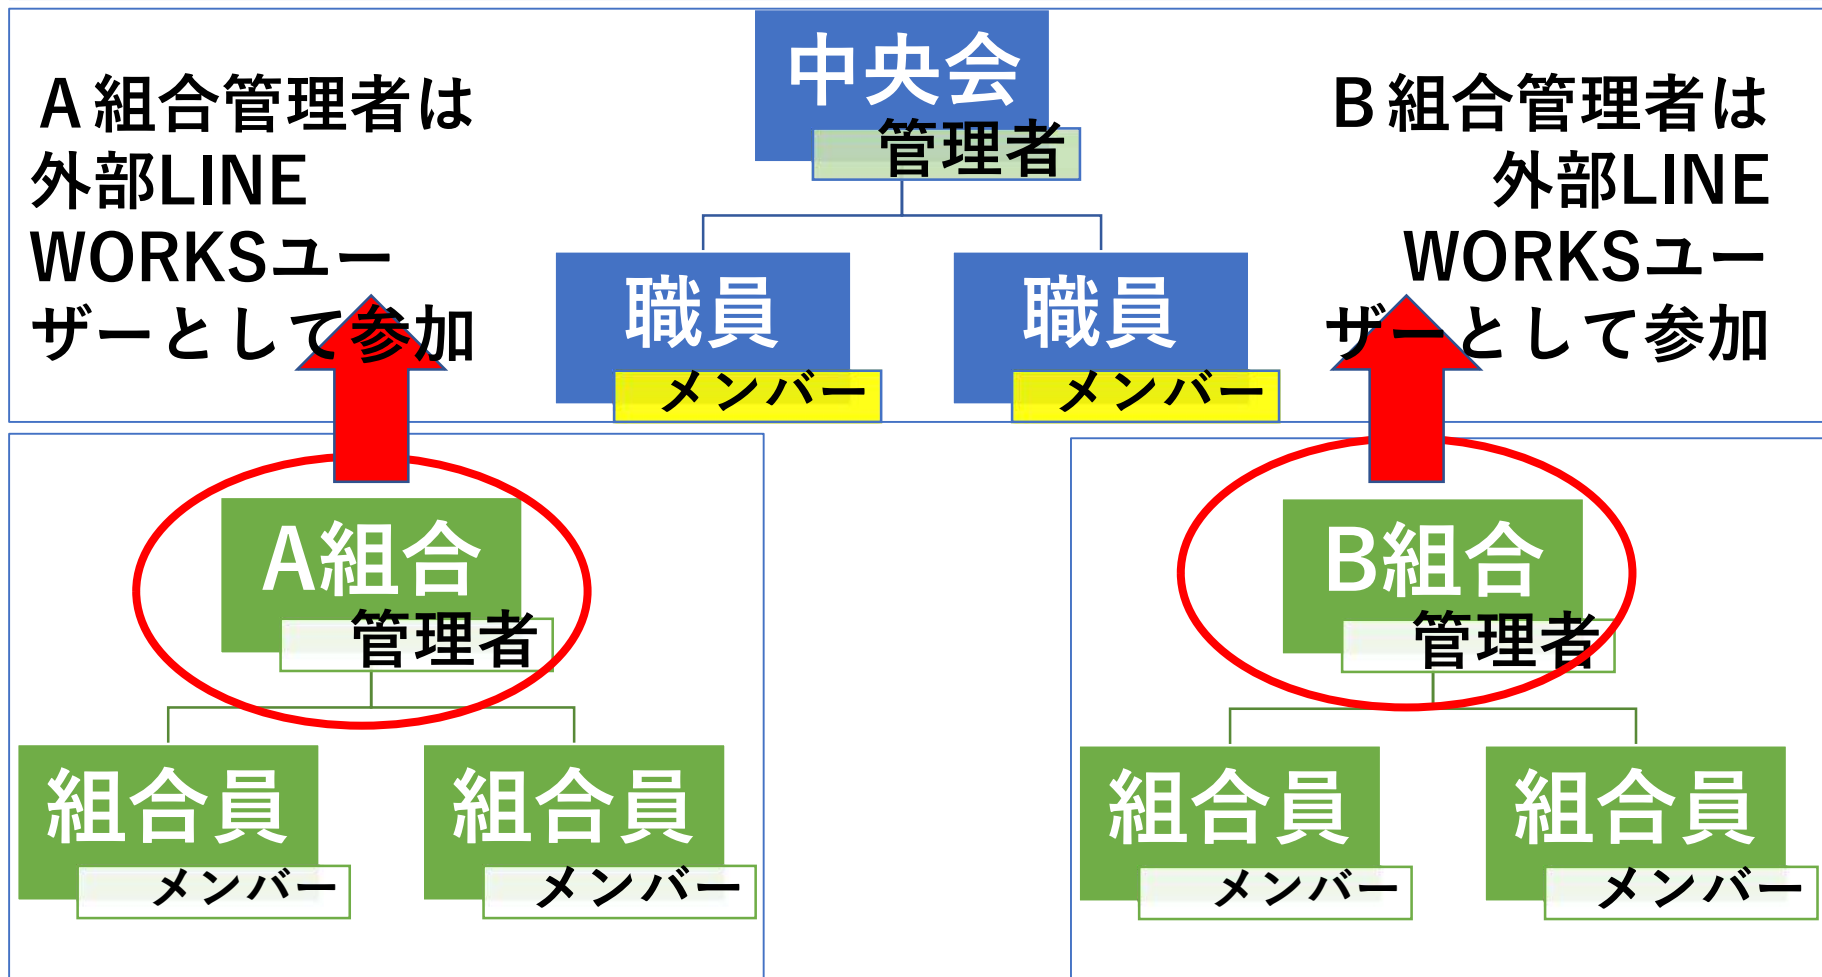 中央会
管理者
A組合管理者は
外部LINE
WORKSユー
ザーとして参加
B組合管理者は
外部LINE
WORKSユー
ザーとして参加
職員
メンバー
職員
メンバー
A組合
管理者
組合員
メンバー
組合員
メンバー
B組合
管理者
組合員
メンバー
組合員
メンバー